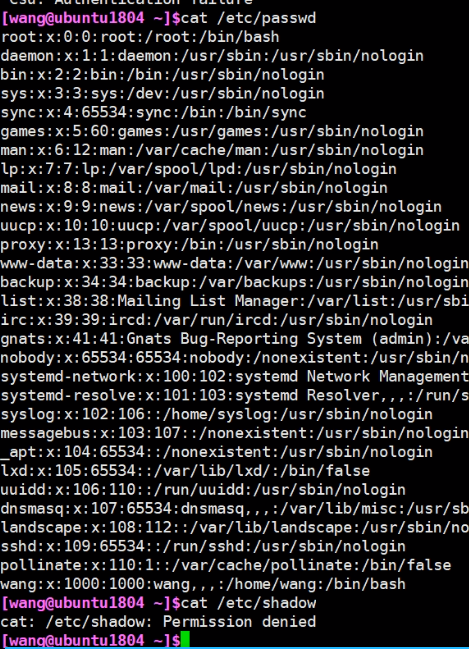 su: Authentication failure
[wang@ubuntu1804 ~]$cat /etc/passwd
root:x:0:0:root:/root:/bin/bash
daemon:x:1:1:daemon:/usr/sbin:/usr/sbin/nologin
bin:x:2:2:bin:/bin:/usr/sbin/nologin
sys:x:3:3:sys:/dev:/usr/sbin/nologin
sync:x:4:65534:sync:/bin:/bin/sync
games:x:5:60:games:/usr/games:/usr/sbin/nologin
man:x:6:12:man:/var/cache/man:/usr/sbin/nologin
lp:x:7:7:lp:/var/spool/lpd:/usr/sbin/nologin
mail:x:8:8:mail:/var/mail:/usr/sbin/nologin
news:x:9:9:news:/var/spool/news:/usr/sbin/nologin
uucp:x:10:10:uucp:/var/spool/uucp:/usr/sbin/nologin
proxy:x:13:13:proxy:/bin:/usr/sbin/nologin
www-data:x:33:33:www-data:/var/www:/usr/sbin/nologin
backup:x:34:34:backup:/var/backups:/usr/sbin/nologin
list:x:38:38:Mailing List Manager:/var/list:/usr/sbi
irc:x:39:39:ircd:/var/run/ircd:/usr/sbin/nologin
gnats:x:41:41:Gnats Bug-Reporting System (admin):/va
nobody:x:65534:65534:nobody:/nonexistent:/usr/sbin/n
systemd-network:x:100:102:systemd Network Management
systemd-resolve:x:101:103:systemd Resolver,,,:/run/s
syslog:x:102:106::/home/syslog:/usr/sbin/nologin
messagebus:x:103:107::/nonexistent:/usr/sbin/nologin
_apt:x:104:65534::/nonexistent:/usr/sbin/nologin
lxd:x:105:65534::/var/lib/lxd/:/bin/false
uuidd:x:106:110::/run/uuidd:/usr/sbin/nologin
dnsmasq:x:107:65534:dnsmasq,,,:/var/lib/misc:/usr/sb
landscape:x:108:112::/var/lib/landscape:/usr/sbin/no
sshd:x:109:65534::/run/sshd:/usr/sbin/nologin
pollinate:x:110:1::/var/cache/pollinate:/bin/false
wang:x:1000:1000:wang,,,:/home/wang:/bin/bash
[wang@ubuntu1804 ~]$cat /etc/shadow
cat: /etc/shadow: Permission denied
[wang@ubuntu1804 ~]$